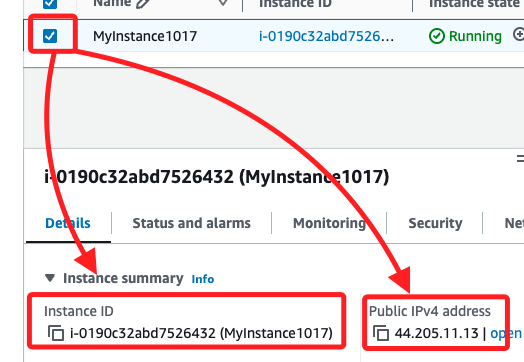 Name Instance ID Instance state
MyInstance1017 i-0190c32abd7526… Running
i-0190c32abd7526432 (MyInstance1017)
Details Status and alarms Monitoring Security
Instance summary Info
Instance ID Public IPv4 address
i-0190c32abd7526432 (MyInstance1017) 44.205.11.13 | open